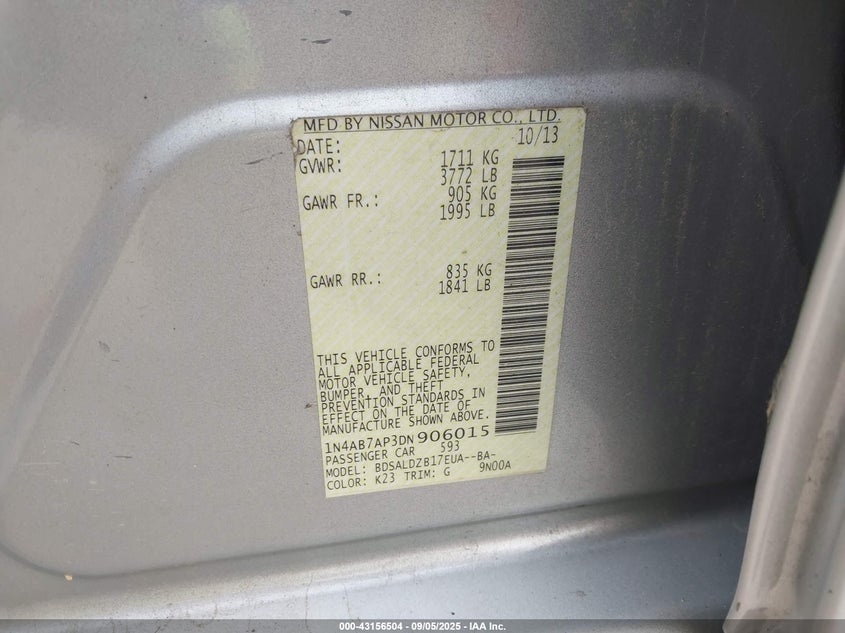 MFD BY NISSAN MOTOR CO., LTD.
DATE: 10/13
GVWR: 1711 KG
3772 LB
GAWR FR.: 905 KG
1995 LB
GAWR RR.: 835 KG
1841 LB
THIS VEHICLE CONFORMS TO
ALL APPLICABLE FEDERAL
MOTOR VEHICLE SAFETY,
BUMPER, AND THEFT
PREVENTION STANDARDS IN
EFFECT ON THE DATE OF
MANUFACTURE SHOWN ABOVE.
1N4AB7AP3DN906015
PASSENGER CAR 593
MODEL: BDSALDZB17EUA--BA-
COLOR: K23 TRIM: G 9N00A
000-43156504 - 09/05/2025 - IAA Inc.